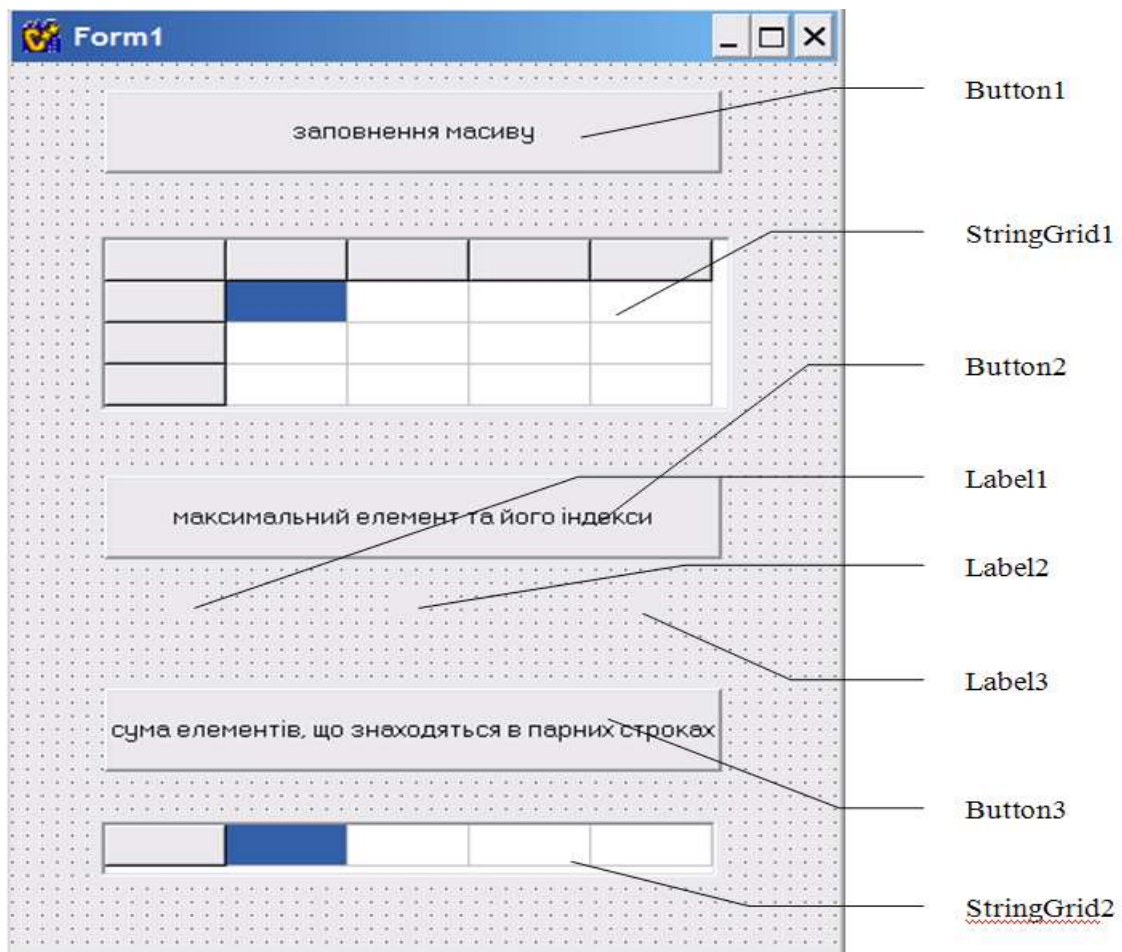 Form1
Button1
заповнення масиву
StringGrid1
Button2
Label1
максимальний елемент та його індекси
Label2
Label3
сума елементів, що знаходяться в парних строках
Button3
StringGrid2